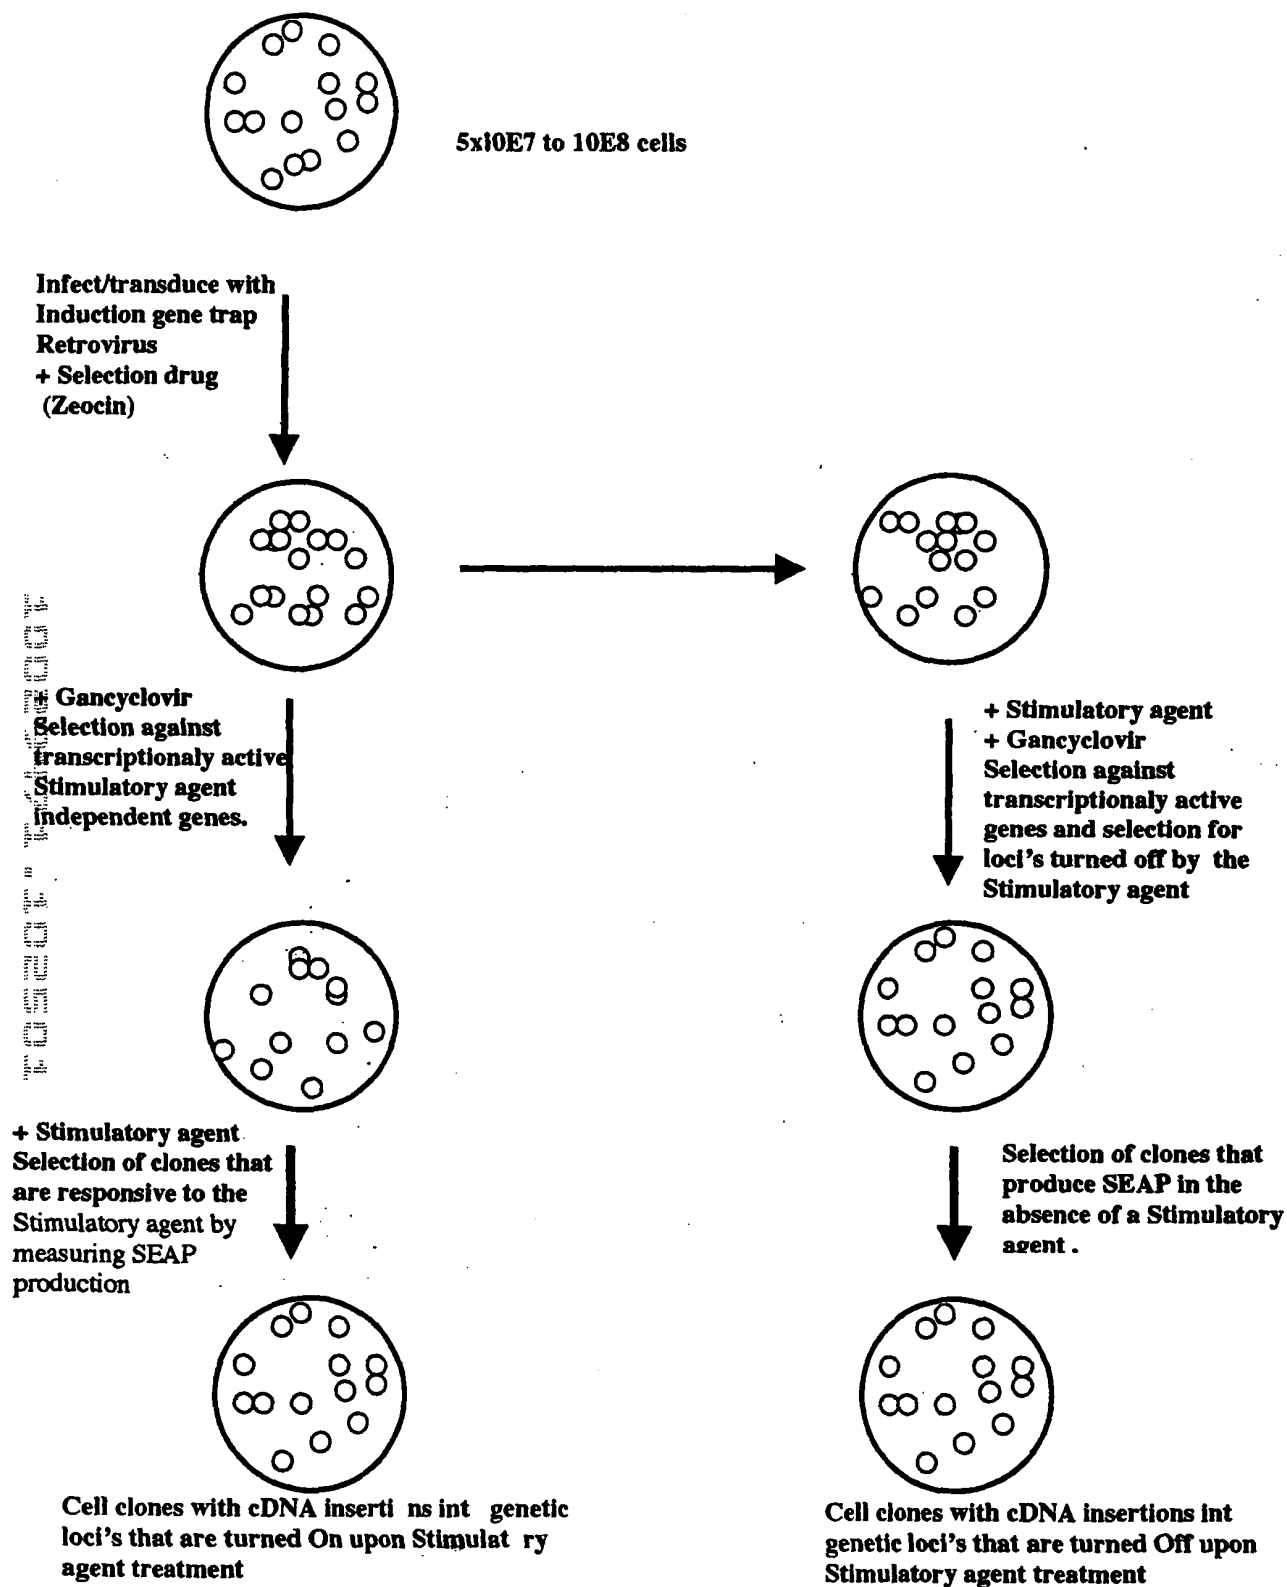 5x10E7 to 10E8 cells
Infect/transduce with
Induction gene trap
Retrovirus
+ Selection drug
(Zeocin)
+ Gancyclovir
Selection against
transcriptionaly active
Stimulatory agent
independent genes.
+ Stimulatory agent
+ Gancyclovir
Selection against
transcriptionaly active
genes and selection for
loci's turned off by the
Stimulatory agent
+ Stimulatory agent
Selection of clones that
are responsive to the
Stimulatory agent by
measuring SEAP
production
Selection of clones that
produce SEAP in the
absence of a Stimulatory
agent .
Cell clones with cDNA inserti ns int genetic
loci's that are turned On upon Stimulat ry
agent treatment
Cell clones with cDNA insertions int
genetic loci's that are turned Off upon
Stimulatory agent treatment